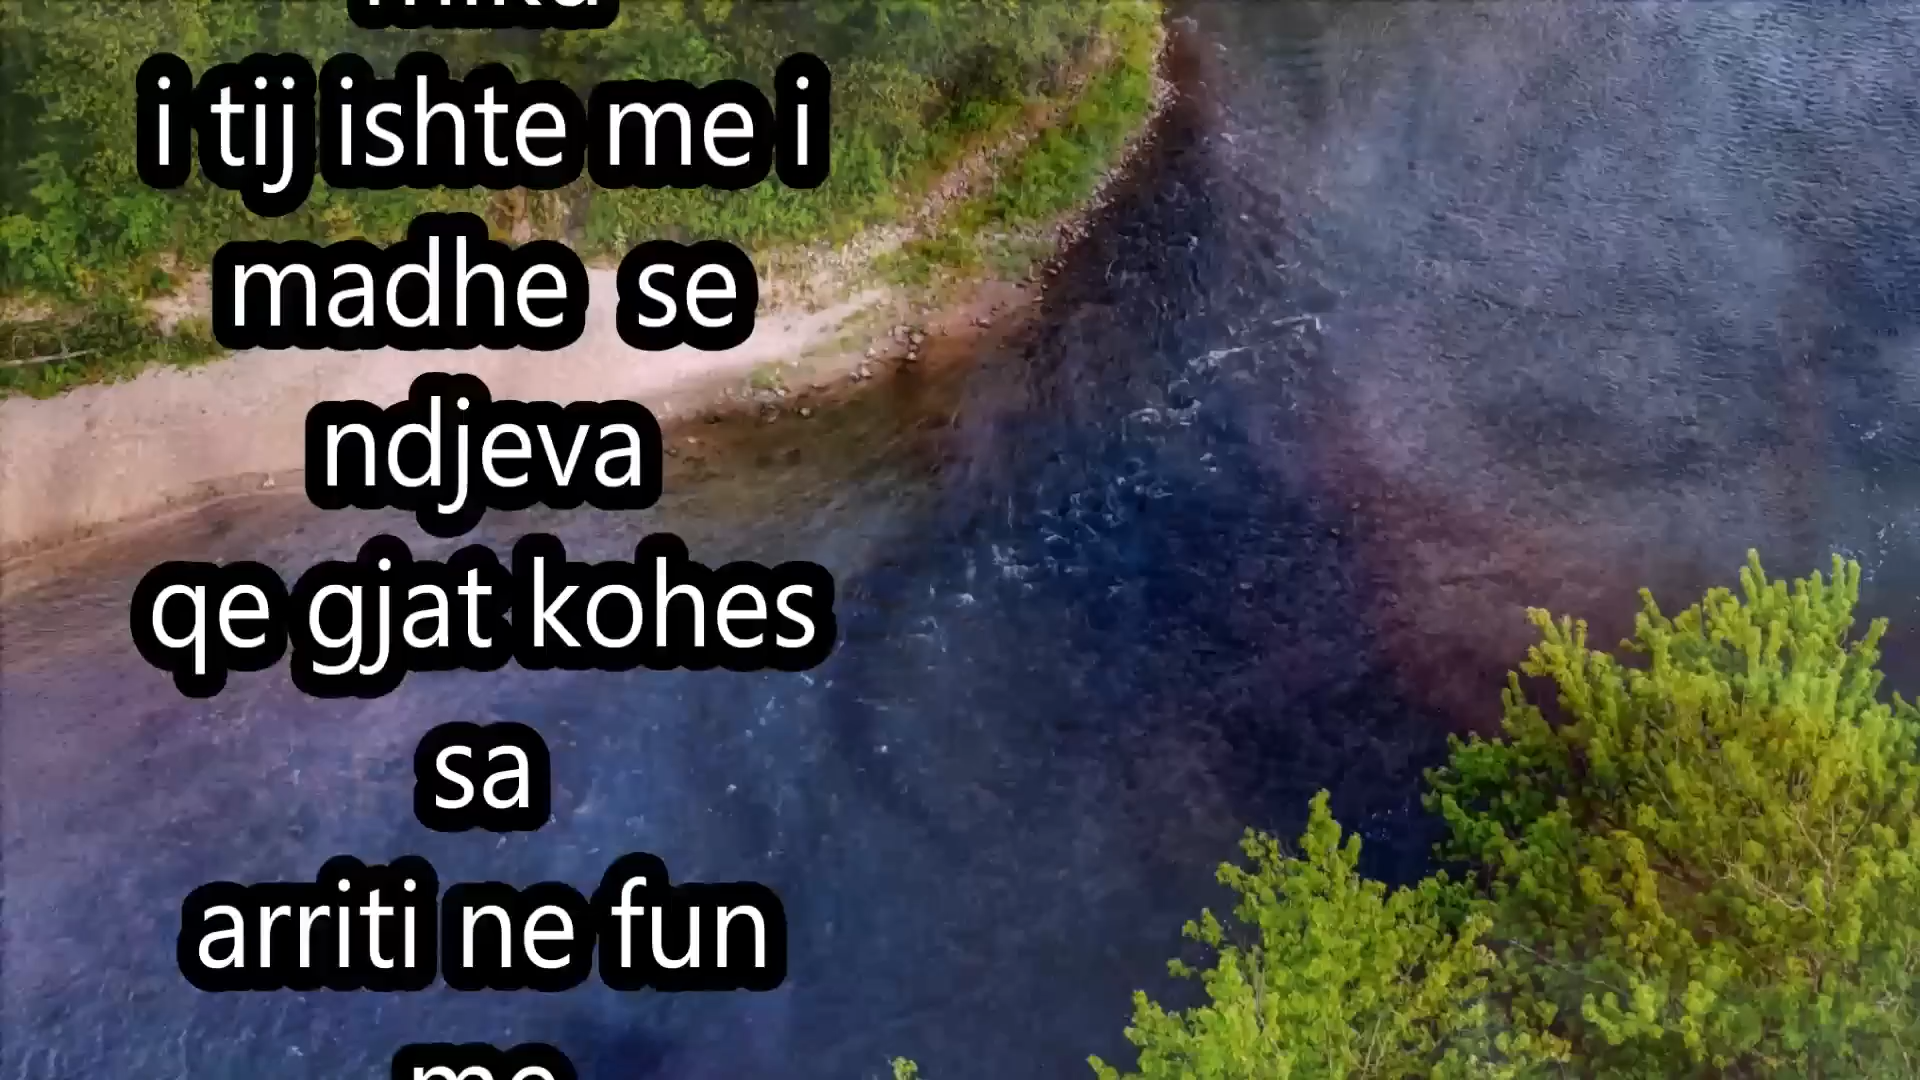 i tij ishte me i
madhe se
ndjeva
qe gjat kohes
sa
arriti ne fun